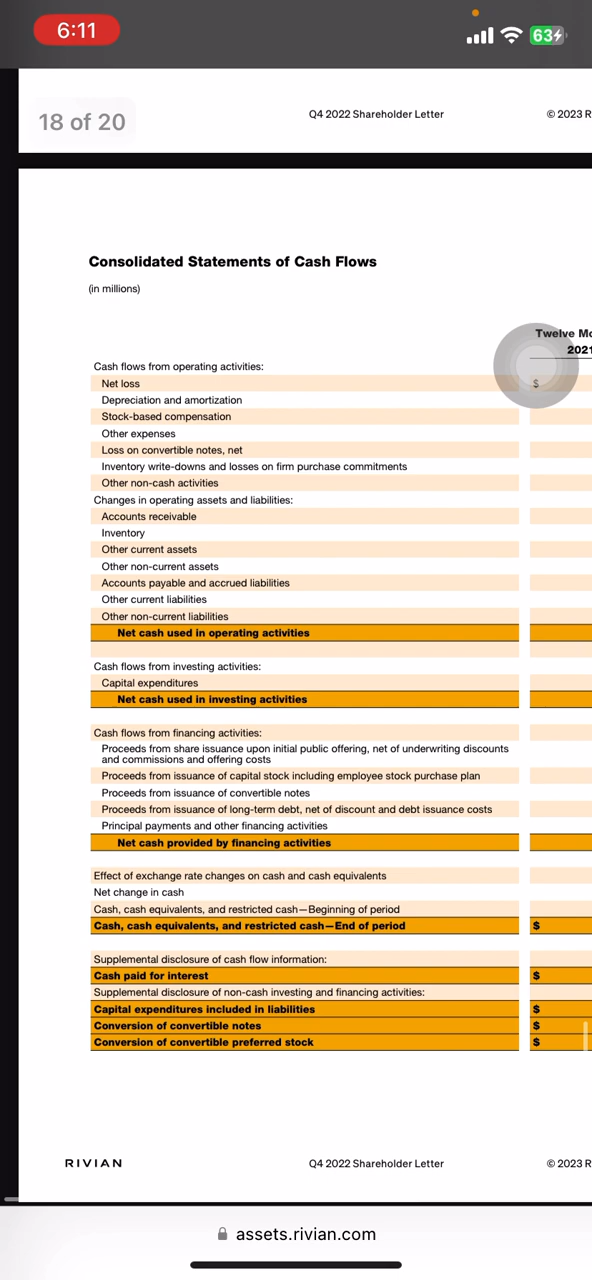 6:11
63
18 of 20
Q4 2022 Shareholder Letter
© 2023 R
Consolidated Statements of Cash Flows
(in millions)
Twelve Mo
2021
Cash flows from operating activities:
Net loss $
Depreciation and amortization
Stock-based compensation
Other expenses
Loss on convertible notes, net
Inventory write-downs and losses on firm purchase commitments
Other non-cash activities
Changes in operating assets and liabilities:
Accounts receivable
Inventory
Other current assets
Other non-current assets
Accounts payable and accrued liabilities
Other current liabilities
Other non-current liabilities
Net cash used in operating activities
Cash flows from investing activities:
Capital expenditures
Net cash used in investing activities
Cash flows from financing activities:
Proceeds from share issuance upon initial public offering, net of underwriting discounts
and commissions and offering costs
Proceeds from issuance of capital stock including employee stock purchase plan
Proceeds from issuance of convertible notes
Proceeds from issuance of long-term debt, net of discount and debt issuance costs
Principal payments and other financing activities
Net cash provided by financing activities
Effect of exchange rate changes on cash and cash equivalents
Net change in cash
Cash, cash equivalents, and restricted cash—Beginning of period
Cash, cash equivalents, and restricted cash—End of period $
Supplemental disclosure of cash flow information:
Cash paid for interest $
Supplemental disclosure of non-cash investing and financing activities:
Capital expenditures included in liabilities $
Conversion of convertible notes $
Conversion of convertible preferred stock $
RIVIAN
Q4 2022 Shareholder Letter
© 2023 R
assets.rivian.com